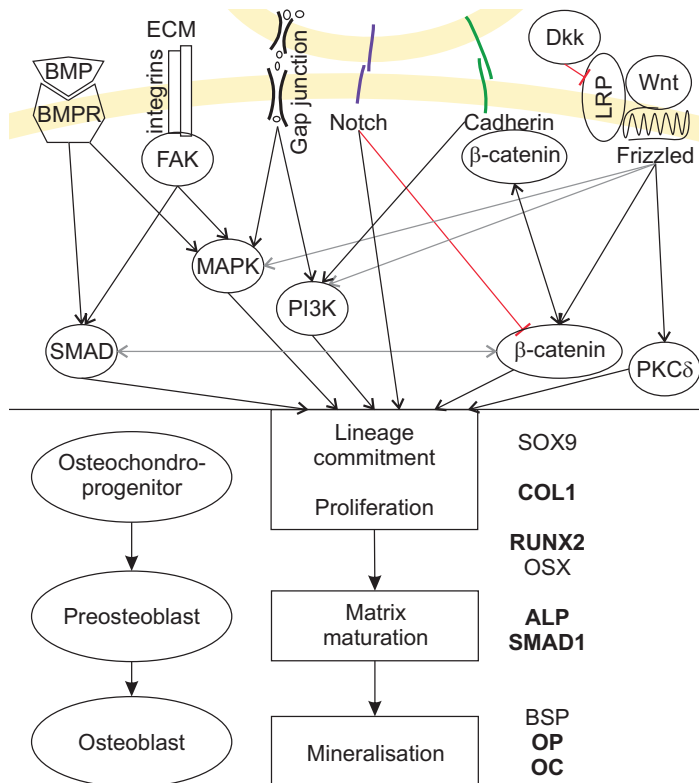 ECM
BMP
BMPR
integrins
FAK
Gap junction
Notch
Cadherin
β-catenin
Dkk
LRP
Wnt
Frizzled
MAPK
PI3K
SMAD
β-catenin
PKCδ
Osteochondro-
progenitor
Preosteoblast
Osteoblast
Lineage
commitment
Proliferation
Matrix
maturation
Mineralisation
SOX9
COL1
RUNX2
OSX
ALP
SMAD1
BSP
OP
OC